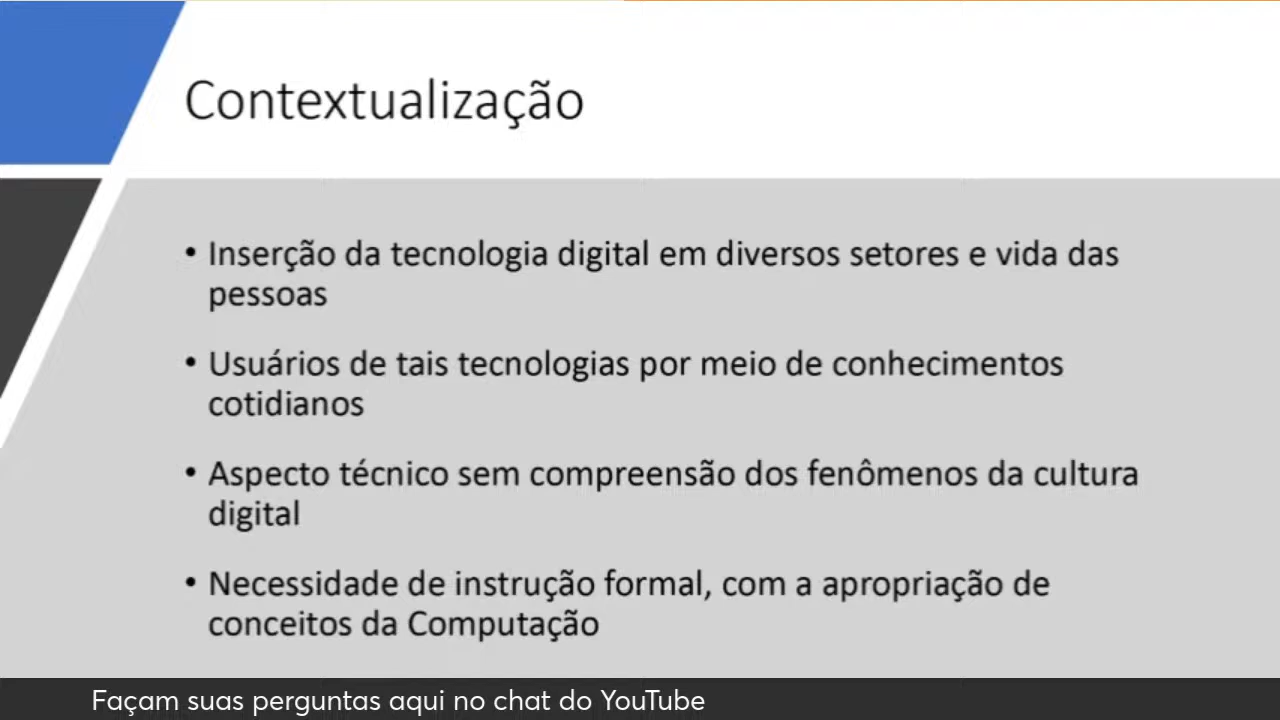 Contextualização
• Inserção da tecnologia digital em diversos setores e vida das
pessoas
• Usuários de tais tecnologias por meio de conhecimentos
cotidianos
• Aspecto técnico sem compreensão dos fenômenos da cultura
digital
• Necessidade de instrução formal, com a apropriação de
conceitos da Computação
Façam suas perguntas aqui no chat do YouTube